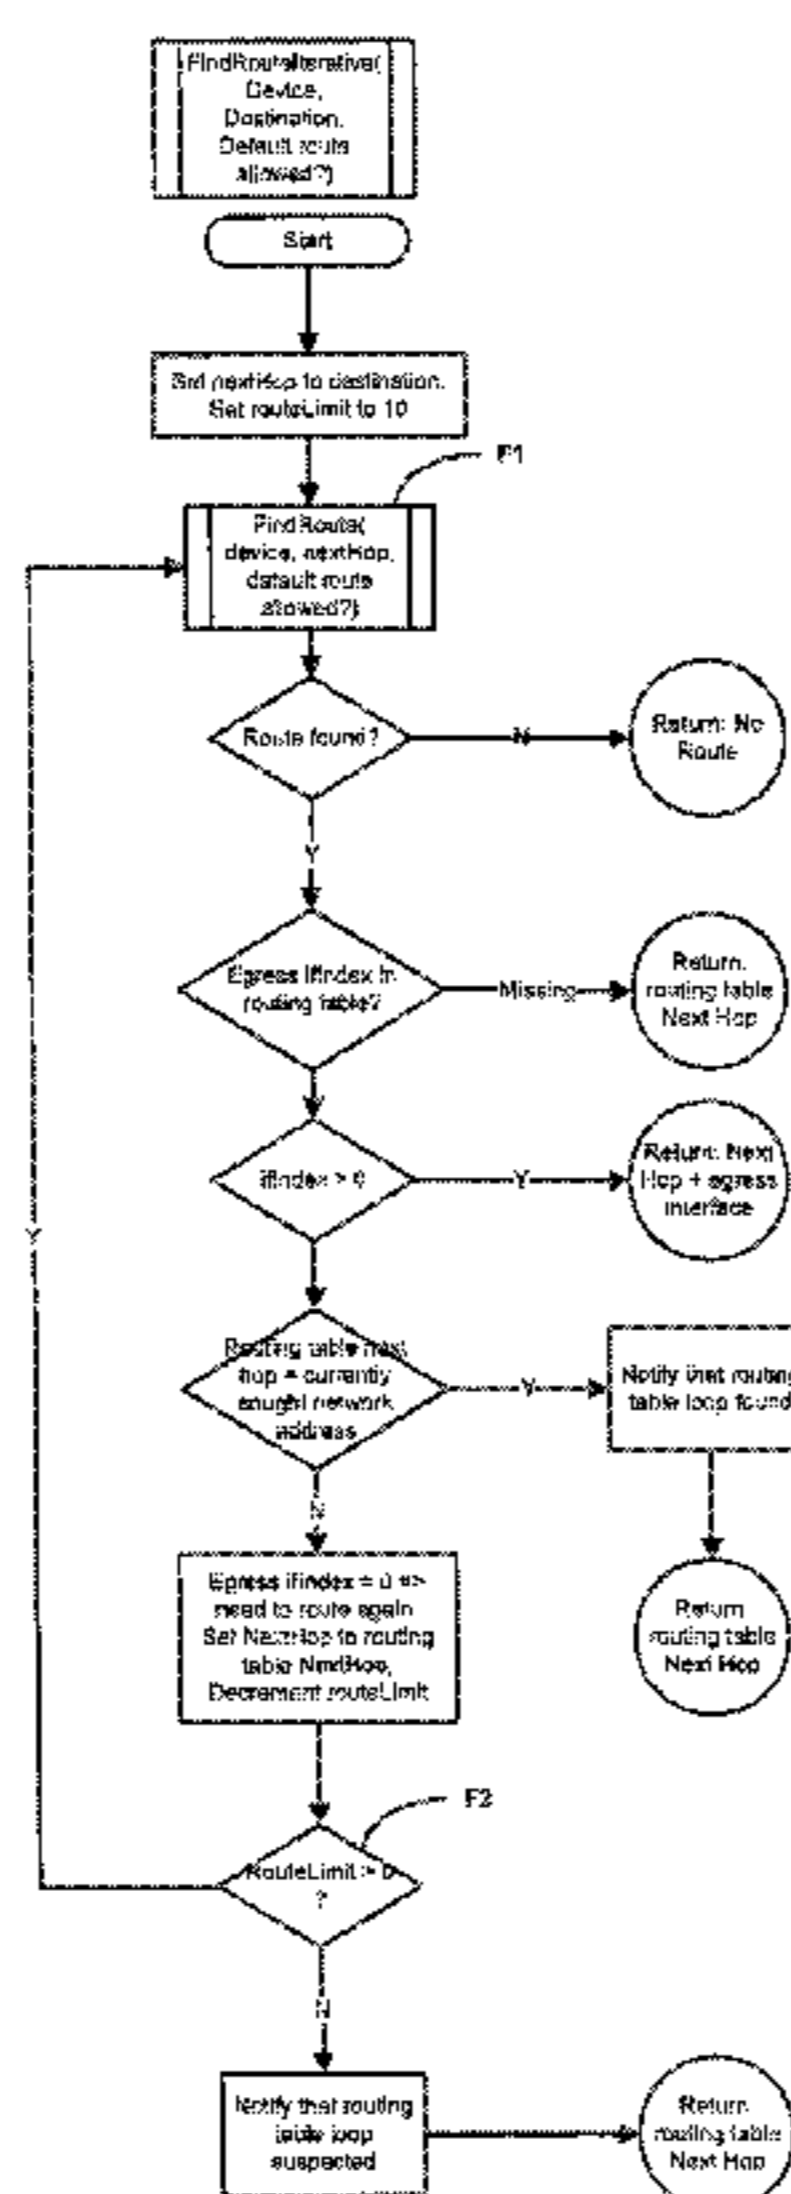 FindRouteIterative(
Device,
Destination,
Default route
allowed?)
Start
Set nextHop to destination.
Set routeLimit to 10
F1
FindRoute(
device, nextHop,
default route
allowed?)
Route found?
N
Return: No
Route
Y
Egress ifIndex in
routing table?
Missing
Return:
routing table
Next Hop
ifIndex > 0
Y
Return: Next
Hop + egress
interface
Routing table next
hop = currently
sought network
address
Y
Notify that routing
table loop found
N
Return
routing table
Next Hop
Egress ifIndex = 0 =>
need to route again
Set NextHop to routing
table NextHop,
Decrement routeLimit
Y
F2
RouteLimit > 0
?
N
Notify that routing
table loop
suspected
Return
routing table
Next Hop